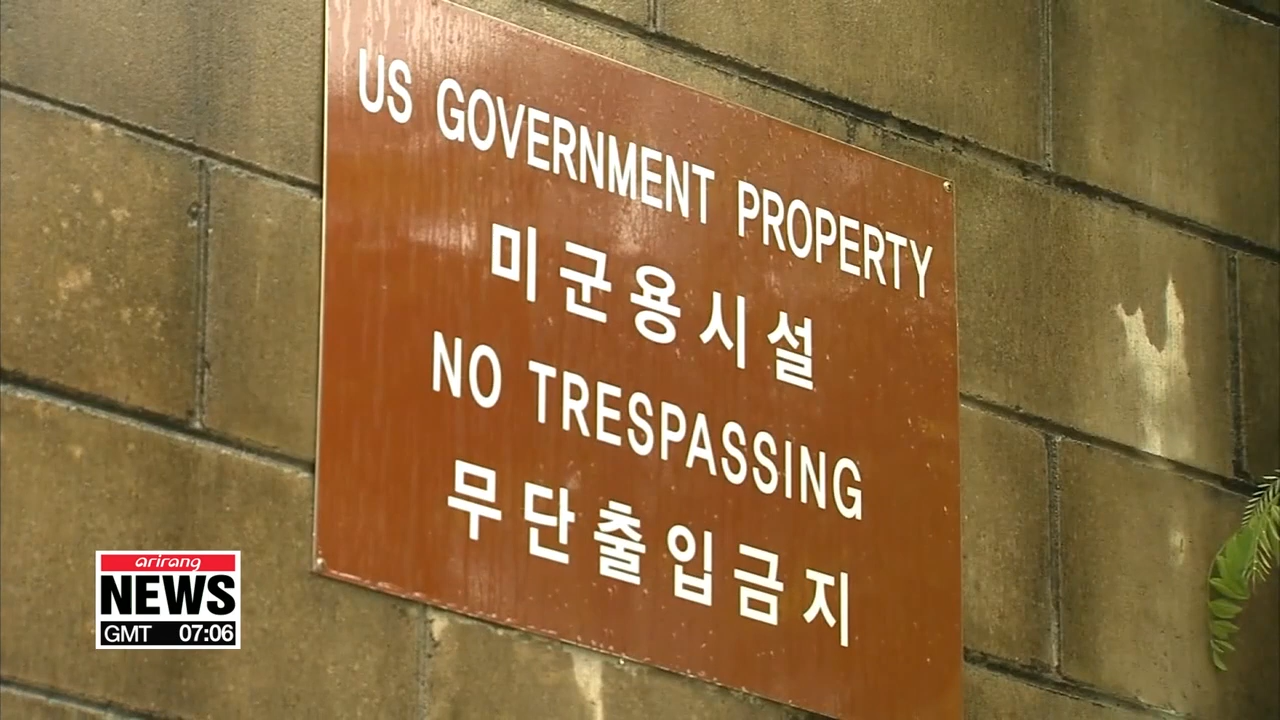 US GOVERNMENT PROPERTY
미군용시설
NO TRESPASSING
무단출입금지
arirang
NEWS
GMT 07:06